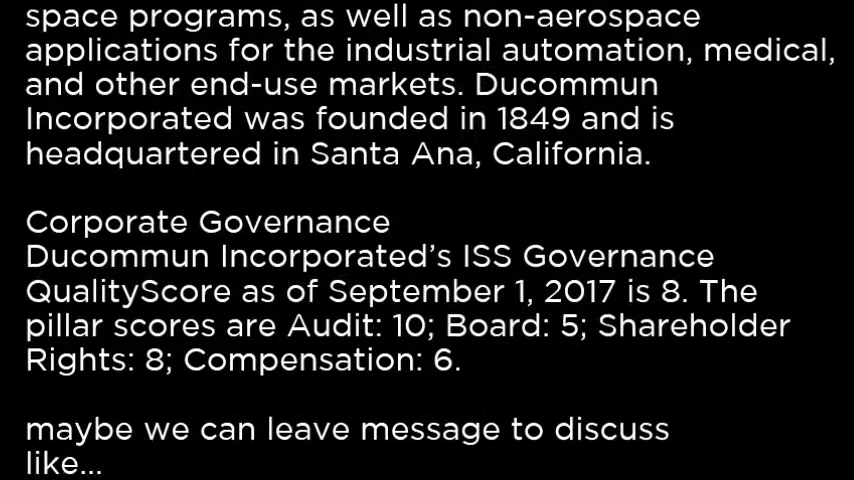 space programs, as well as non-aerospace
applications for the industrial automation, medical,
and other end-use markets. Ducommun
Incorporated was founded in 1849 and is
headquartered in Santa Ana, California.
Corporate Governance
Ducommun Incorporated’s ISS Governance
QualityScore as of September 1, 2017 is 8. The
pillar scores are Audit: 10; Board: 5; Shareholder
Rights: 8; Compensation: 6.
maybe we can leave message to discuss
like...